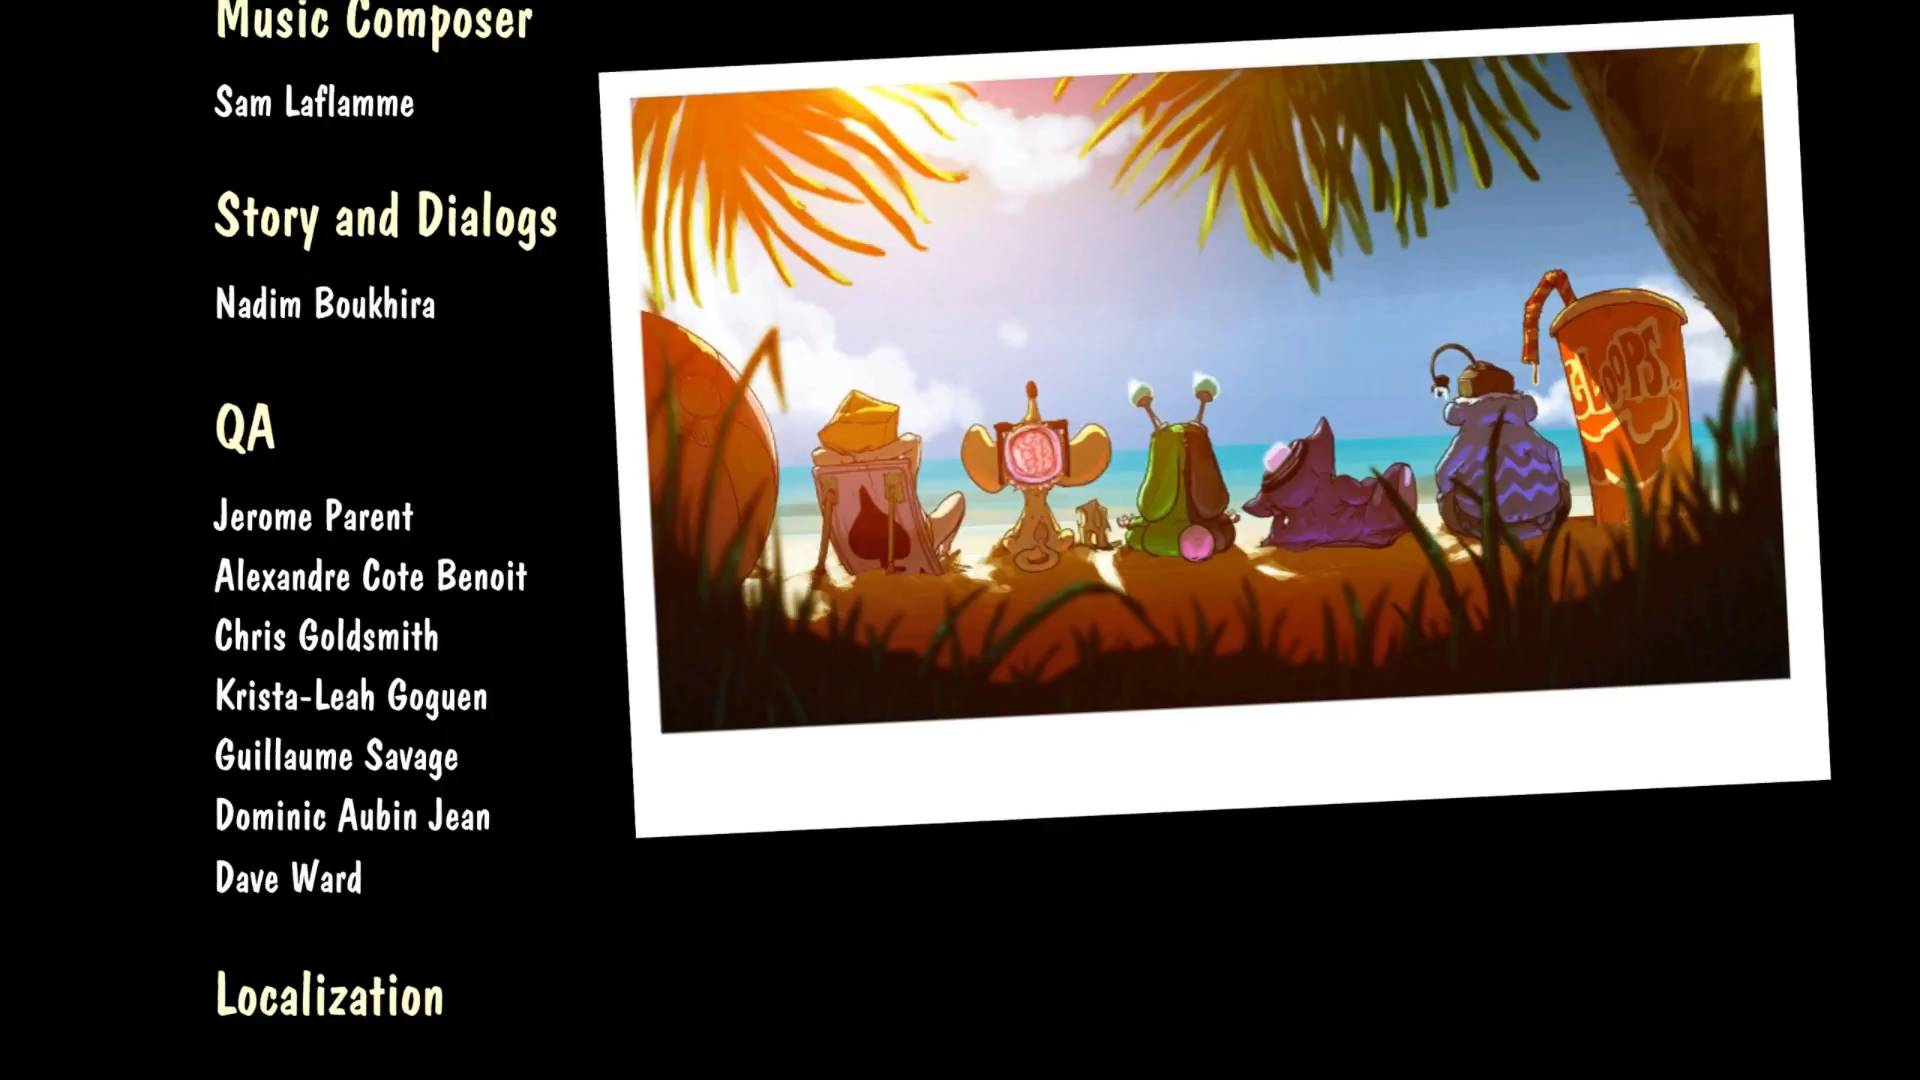 Music Composer
Sam Laflamme
Story and Dialogs
Nadim Boukhira
QA
Jerome Parent
Alexandre Cote Benoit
Chris Goldsmith
Krista-Leah Goguen
Guillaume Savage
Dominic Aubin Jean
Dave Ward
Localization